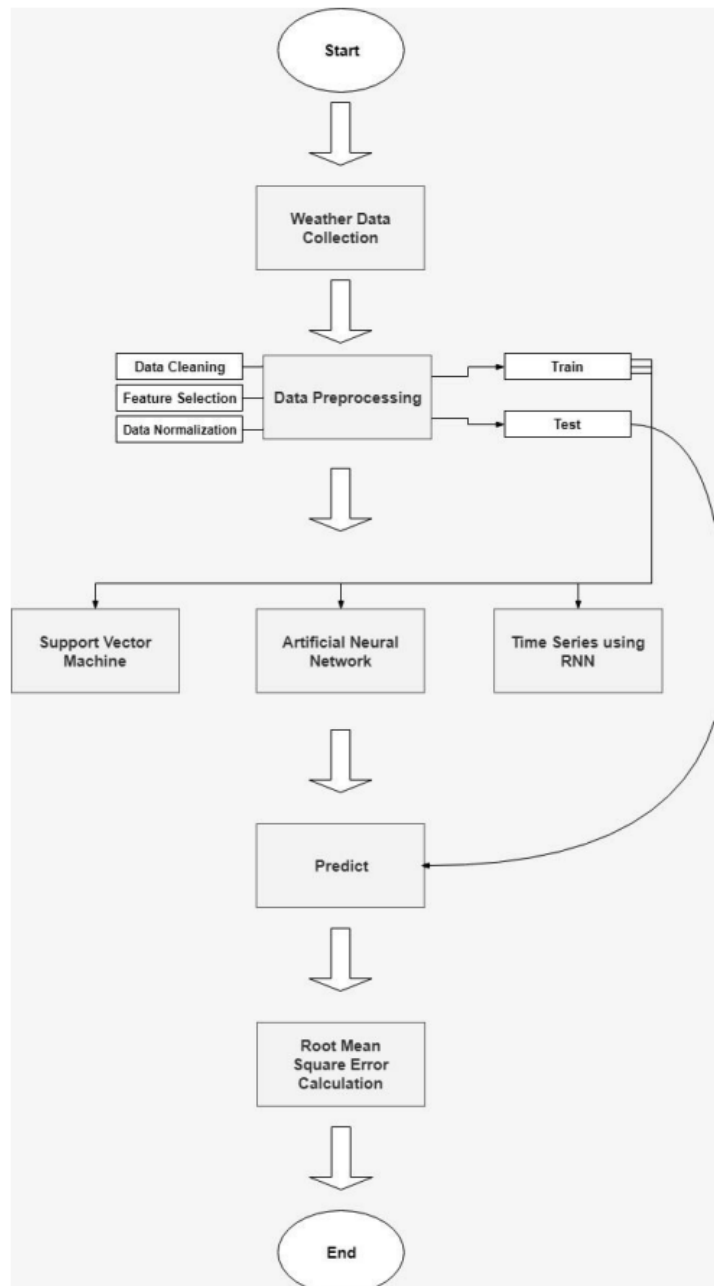 Start
Weather Data
Collection
Data Cleaning
Feature Selection
Data Normalization
Data Preprocessing
Train
Test
Support Vector
Machine
Artificial Neural
Network
Time Series using
RNN
Predict
Root Mean
Square Error
Calculation
End